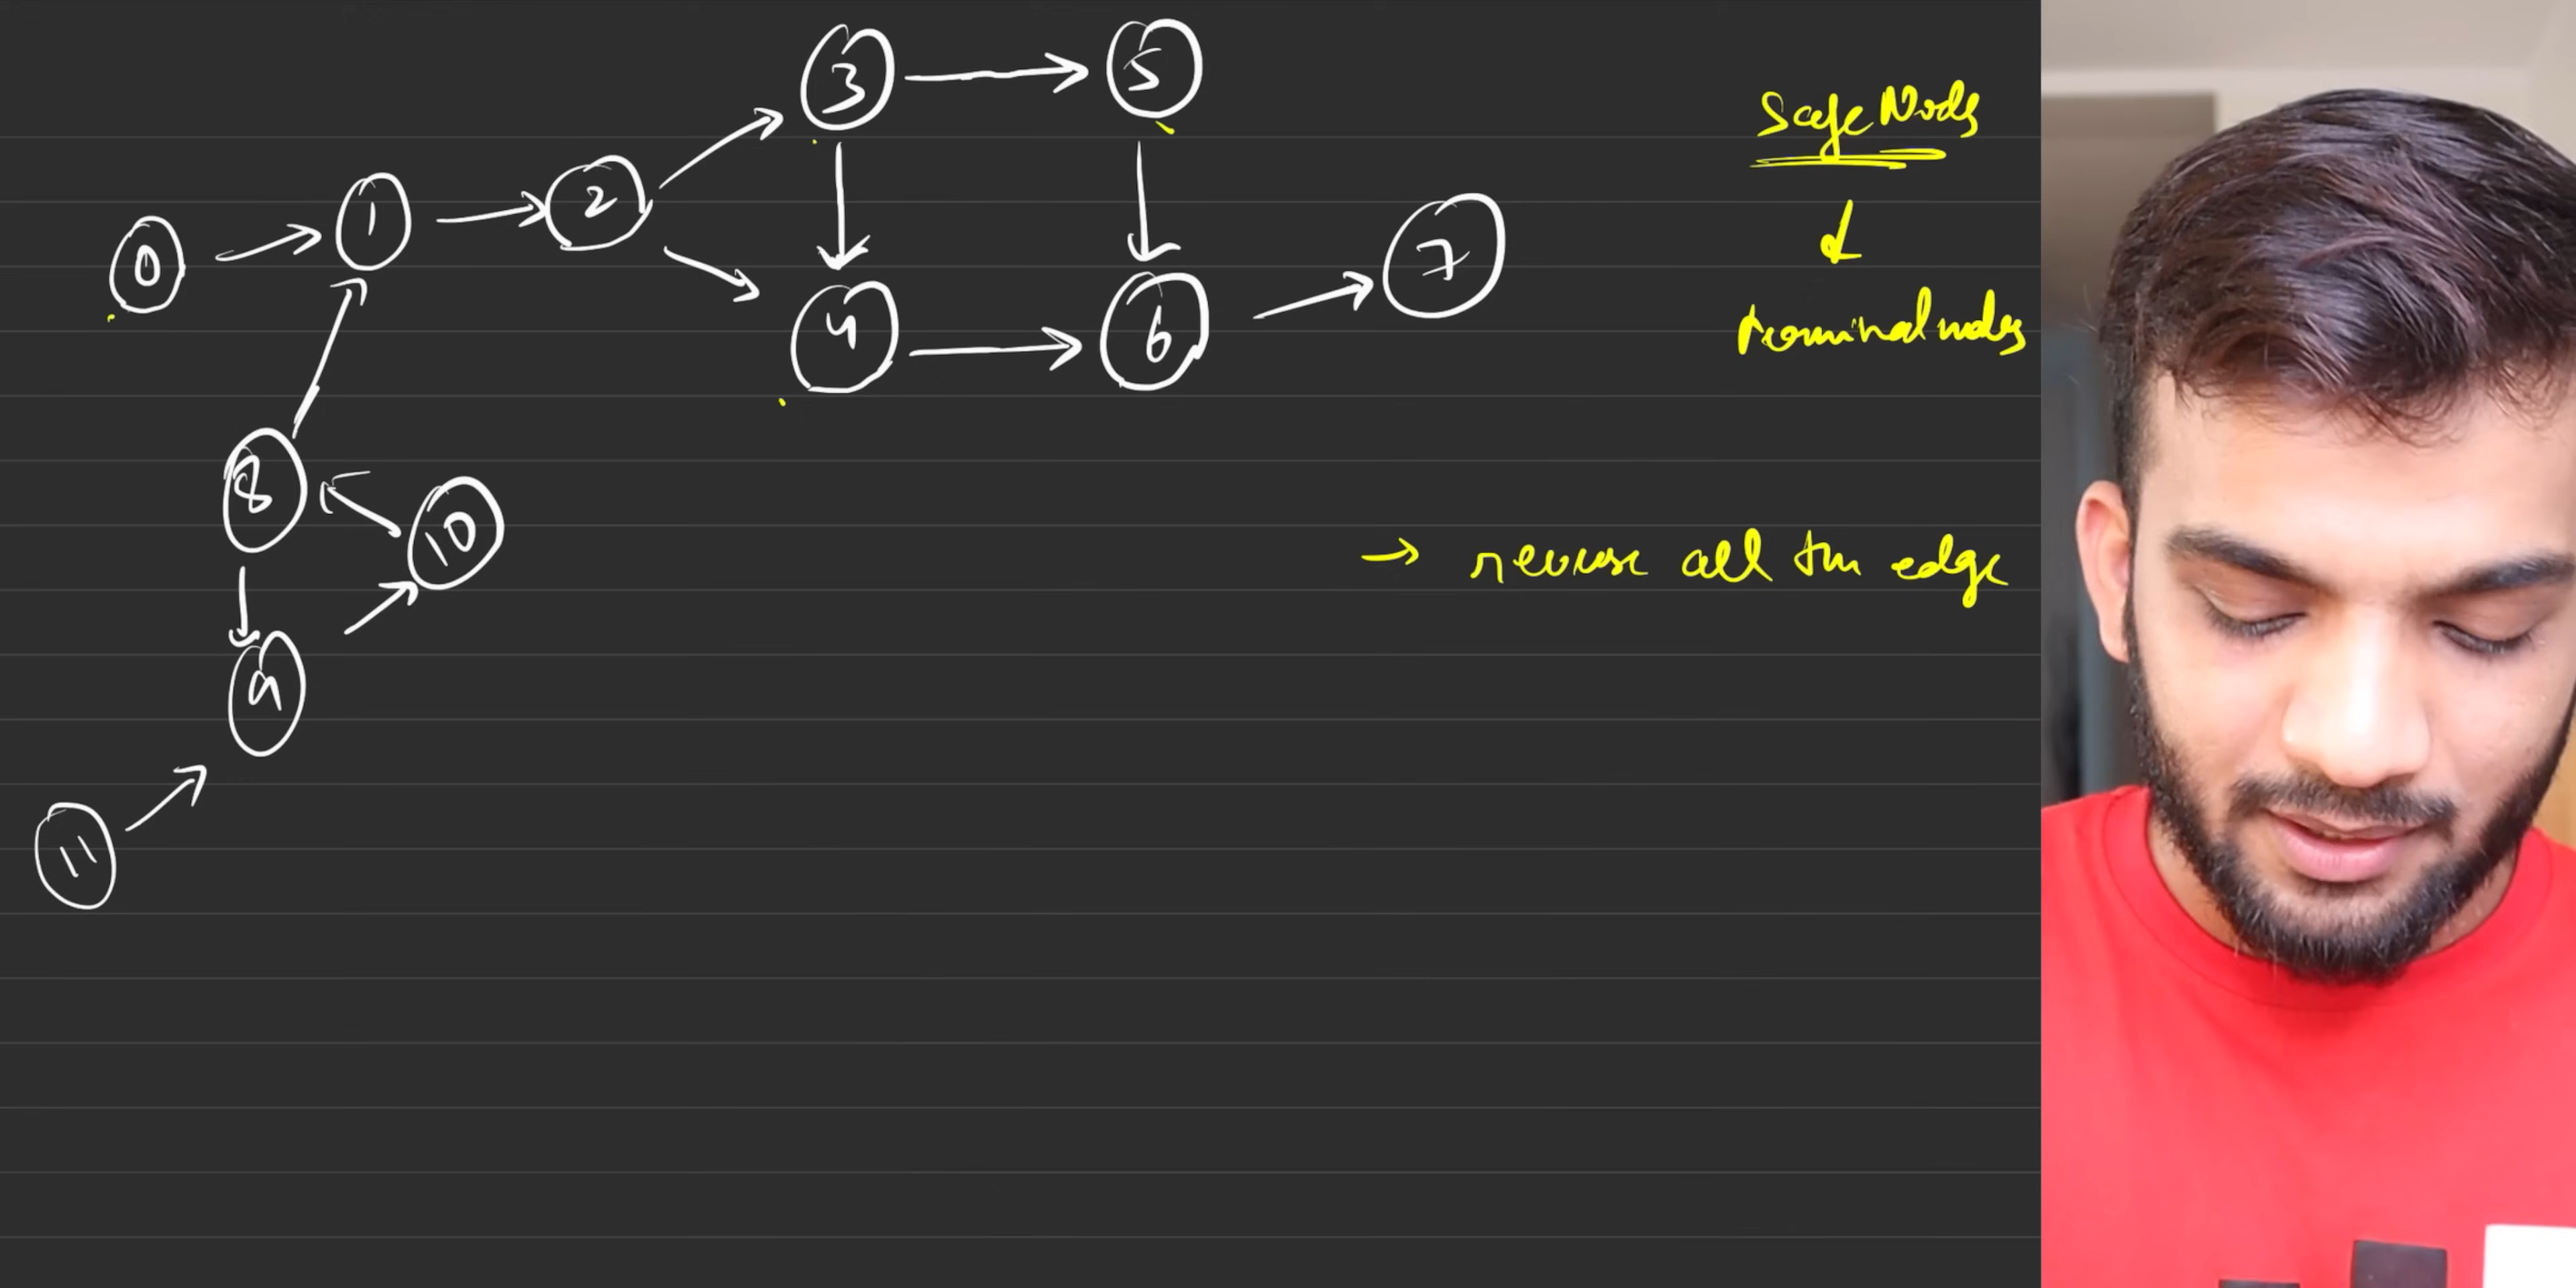 3 5
Safe Nodes
0 1 2
7
4 6
terminal nodes
8 10
→ reverse all the edge
9
11